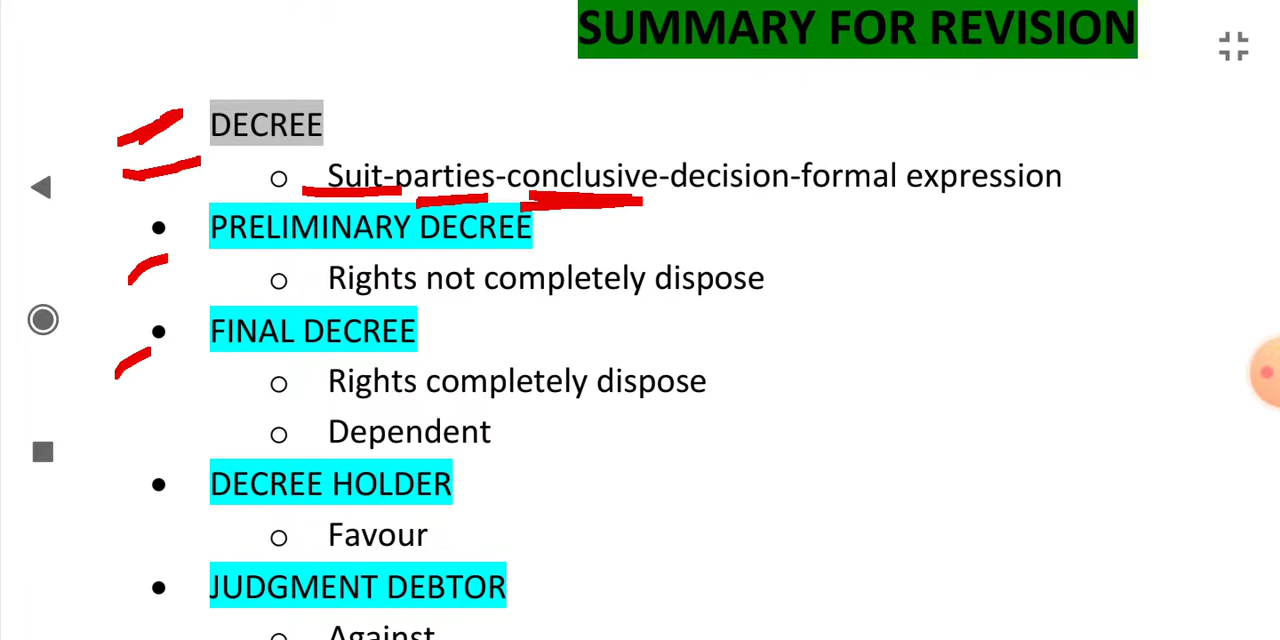 SUMMARY FOR REVISION
DECREE
Suit-parties-conclusive-decision-formal expression
PRELIMINARY DECREE
Rights not completely dispose
FINAL DECREE
Rights completely dispose
Dependent
DECREE HOLDER
Favour
JUDGMENT DEBTOR
Against